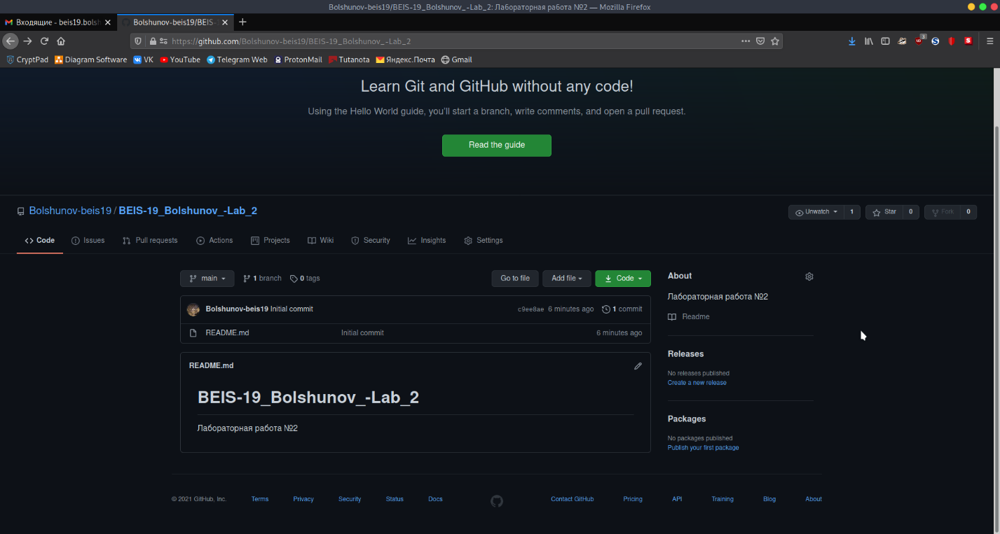 Bolshunov-beis19/BEIS-19_Bolshunov_-Lab_2: Лабораторная работа №2 — Mozilla Firefox
Входящие - beis19.bolsh
Bolshunov-beis19/BEIS-
https://github.com/Bolshunov-beis19/BEIS-19_Bolshunov_-Lab_2
3
CryptPad Diagram Software VK YouTube Telegram Web ProtonMail Tutanota Яндекс.Почта Gmail
Learn Git and GitHub without any code!
Using the Hello World guide, you’ll start a branch, write comments, and open a pull request.
Read the guide
Bolshunov-beis19 / BEIS-19_Bolshunov_-Lab_2
Unwatch 1 Star 0 Fork 0
Code Issues Pull requests Actions Projects Wiki Security Insights Settings
main 1 branch 0 tags Go to file Add file Code
Bolshunov-beis19 Initial commit c9ee8ae 6 minutes ago 1 commit
README.md Initial commit 6 minutes ago
README.md
BEIS-19_Bolshunov_-Lab_2
Лабораторная работа №2
About
Лабораторная работа №2
Readme
Releases
No releases published
Create a new release
Packages
No packages published
Publish your first package
© 2021 GitHub, Inc. Terms Privacy Security Status Docs Contact GitHub Pricing API Training Blog About